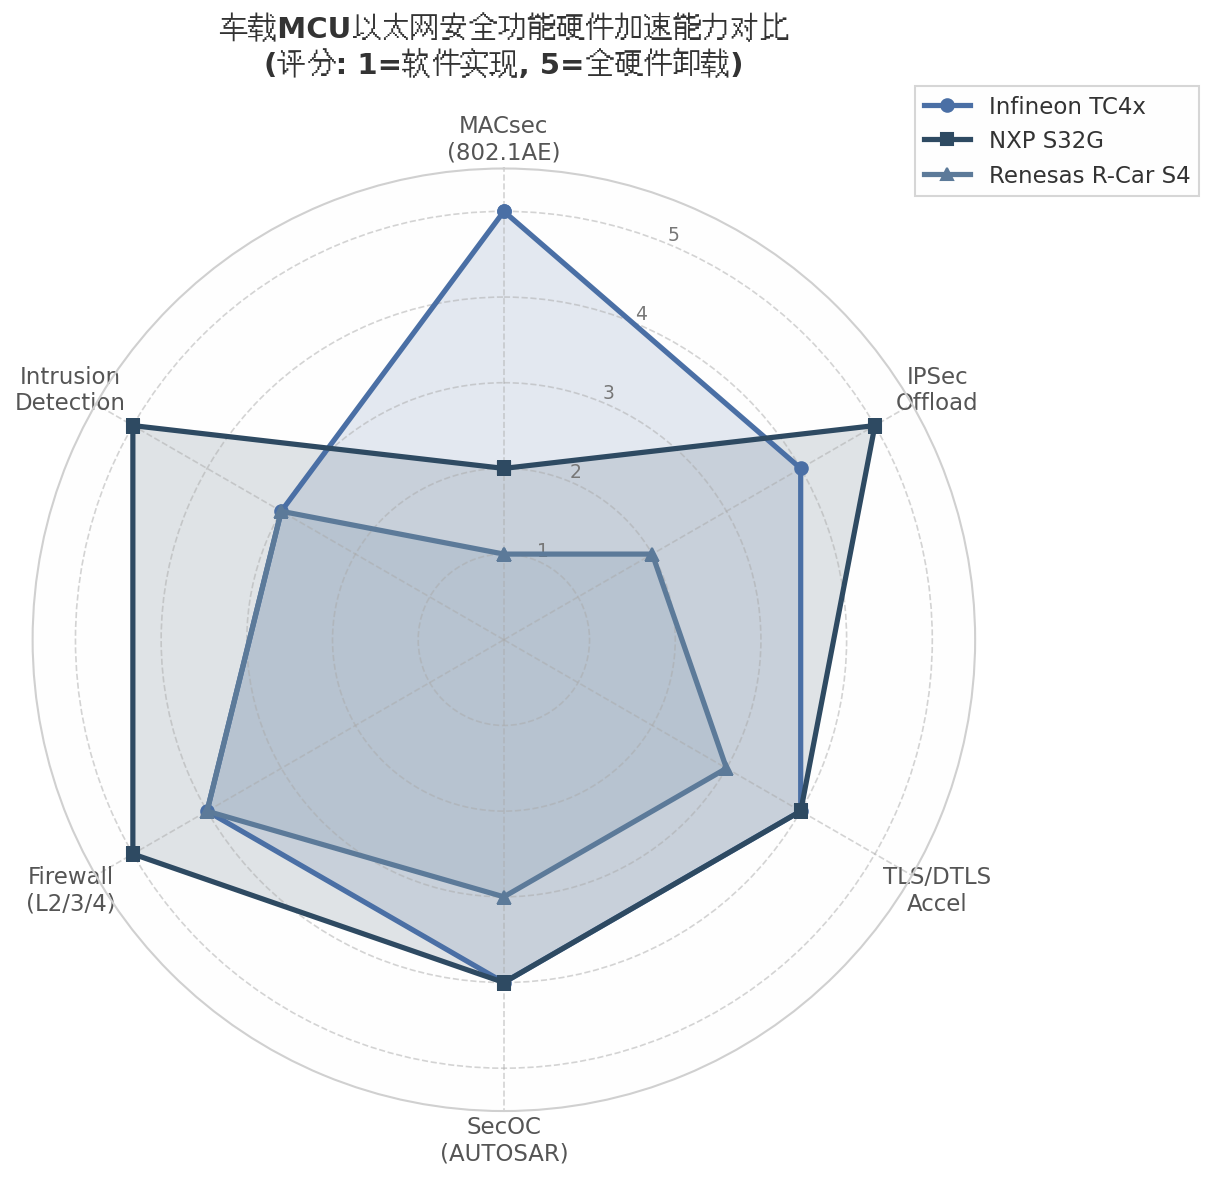 车载MCU以太网安全功能硬件加速能力对比
(评分: 1=软件实现, 5=全硬件卸载)
Infineon TC4x
NXP S32G
Renesas R-Car S4
MACsec
(802.1AE)
5
4
3
2
1
Intrusion
Detection
IPSec
Offload
Firewall
(L2/3/4)
TLS/DTLS
Accel
SecOC
(AUTOSAR)